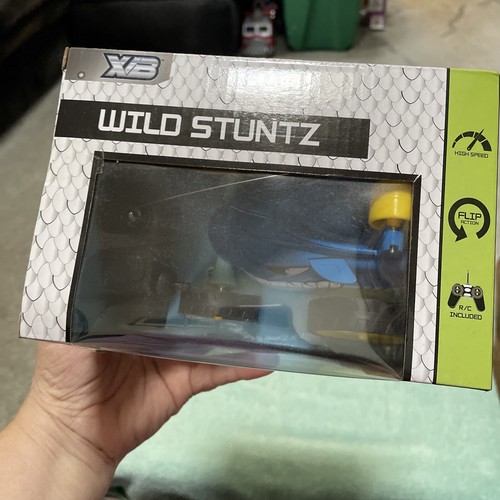 XB
WILD STUNTZ
HIGH SPEED
FLIP
ACTION
R/C
INCLUDED